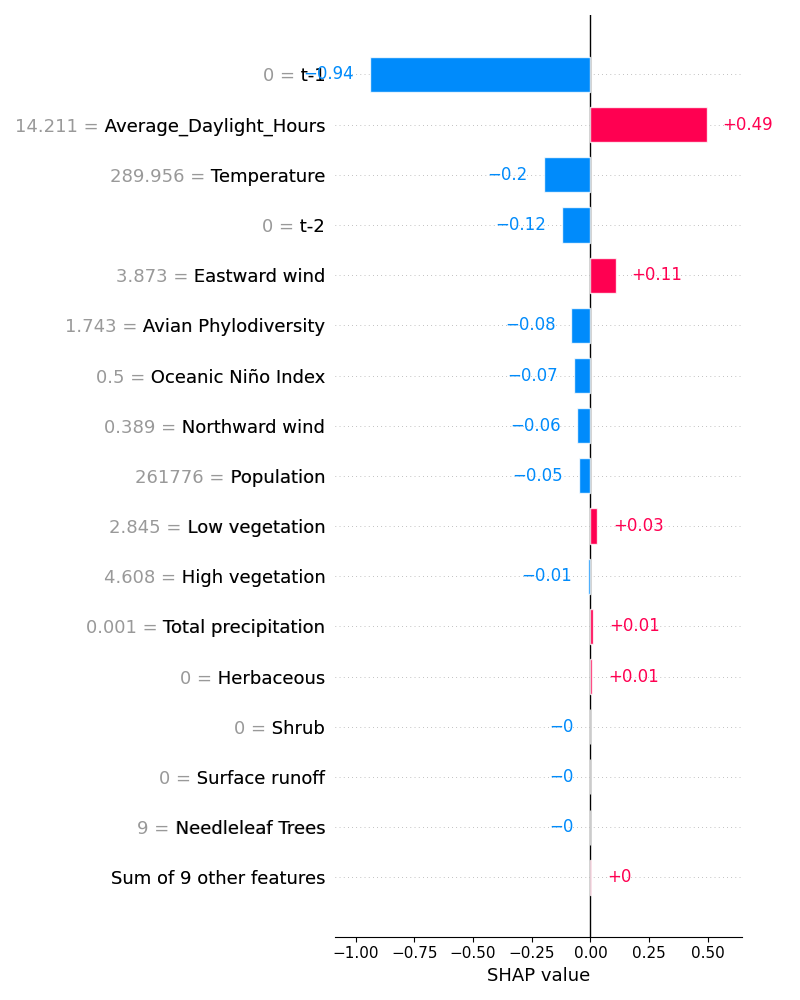 0 = t-1 −0.94
14.211 = Average_Daylight_Hours +0.49
289.956 = Temperature −0.2
0 = t-2 −0.12
3.873 = Eastward wind +0.11
1.743 = Avian Phylodiversity −0.08
0.5 = Oceanic Niño Index −0.07
0.389 = Northward wind −0.06
261776 = Population −0.05
2.845 = Low vegetation +0.03
4.608 = High vegetation −0.01
0.001 = Total precipitation +0.01
0 = Herbaceous +0.01
0 = Shrub −0
0 = Surface runoff −0
9 = Needleleaf Trees −0
Sum of 9 other features +0
−1.00 −0.75 −0.50 −0.25 0.00 0.25 0.50
SHAP value